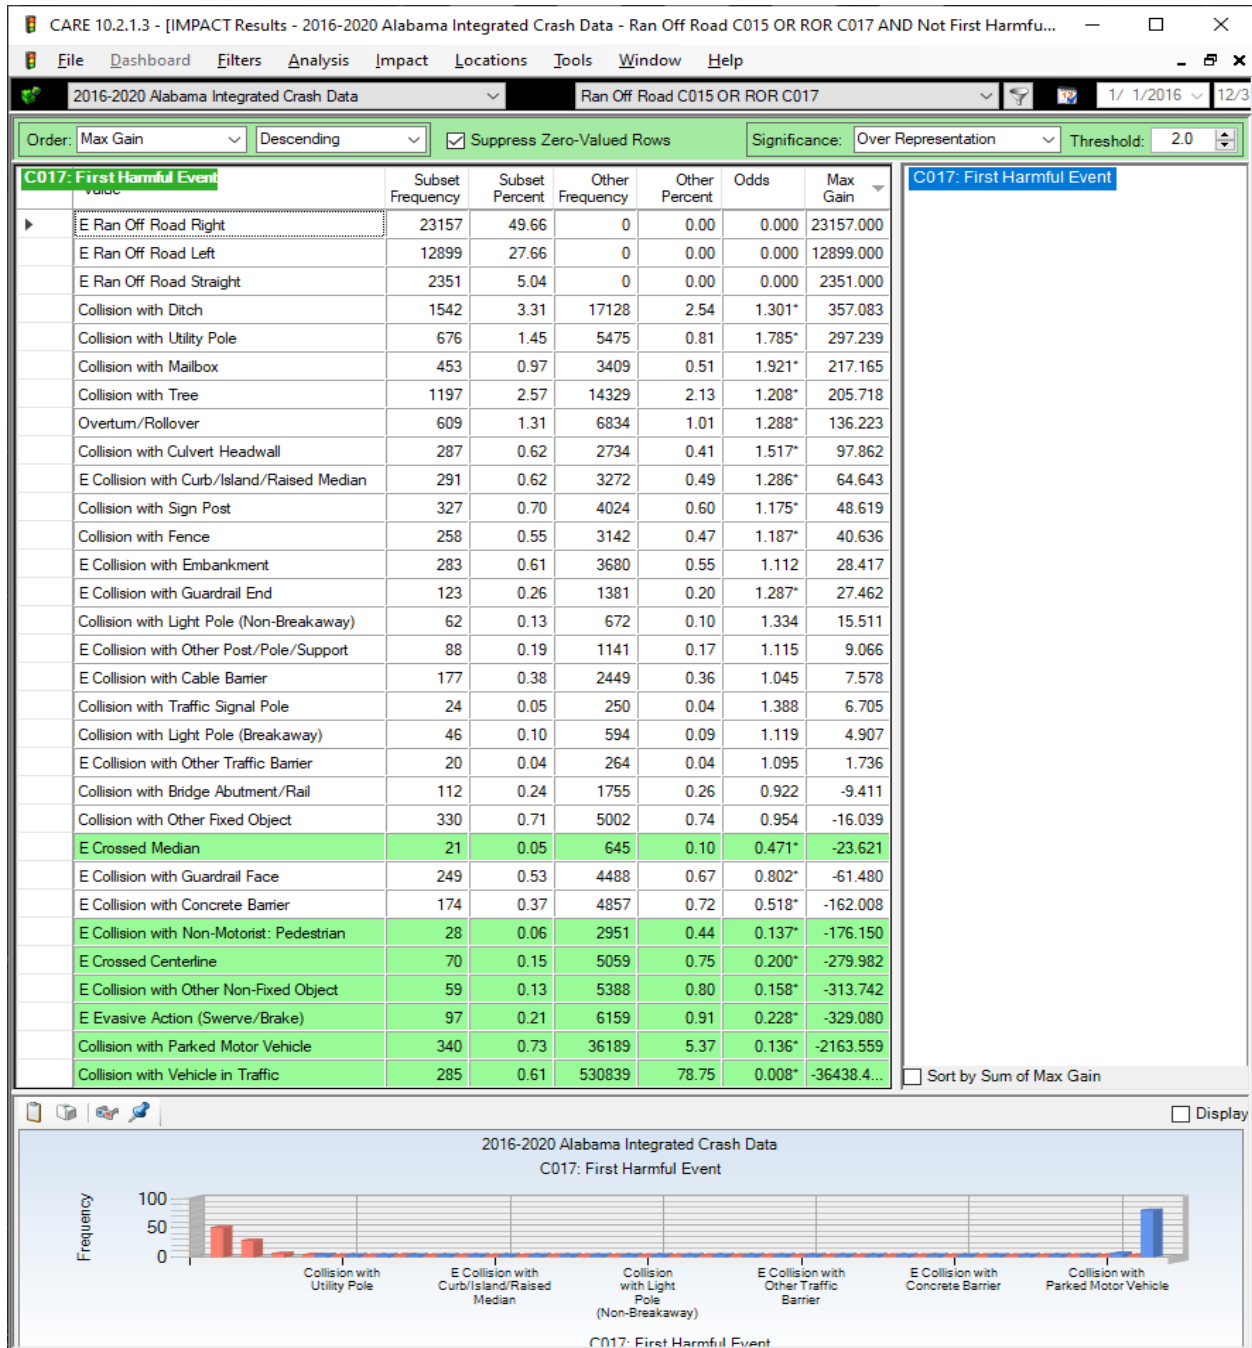 CARE 10.2.1.3 - [IMPACT Results - 2016-2020 Alabama Integrated Crash Data - Ran Off Road C015 OR ROR C017 AND Not First Harmfu...
File Dashboard Filters Analysis Impact Locations Tools Window Help
2016-2020 Alabama Integrated Crash Data Ran Off Road C015 OR ROR C017 1/ 1/2016 12/3
Order: Max Gain Descending Suppress Zero-Valued Rows Significance: Over Representation Threshold: 2.0
C017: First Harmful Event Subset Frequency Subset Percent Other Frequency Other Percent Odds Max Gain C017: First Harmful Event
E Ran Off Road Right 23157 49.66 0 0.00 0.000 23157.000
E Ran Off Road Left 12899 27.66 0 0.00 0.000 12899.000
E Ran Off Road Straight 2351 5.04 0 0.00 0.000 2351.000
Collision with Ditch 1542 3.31 17128 2.54 1.301* 357.083
Collision with Utility Pole 676 1.45 5475 0.81 1.785* 297.239
Collision with Mailbox 453 0.97 3409 0.51 1.921* 217.165
Collision with Tree 1197 2.57 14329 2.13 1.208* 205.718
Overturn/Rollover 609 1.31 6834 1.01 1.288* 136.223
Collision with Culvert Headwall 287 0.62 2734 0.41 1.517* 97.862
E Collision with Curb/Island/Raised Median 291 0.62 3272 0.49 1.286* 64.643
Collision with Sign Post 327 0.70 4024 0.60 1.175* 48.619
Collision with Fence 258 0.55 3142 0.47 1.187* 40.636
E Collision with Embankment 283 0.61 3680 0.55 1.112 28.417
E Collision with Guardrail End 123 0.26 1381 0.20 1.287* 27.462
Collision with Light Pole (Non-Breakaway) 62 0.13 672 0.10 1.334 15.511
E Collision with Other Post/Pole/Support 88 0.19 1141 0.17 1.115 9.066
E Collision with Cable Barrier 177 0.38 2449 0.36 1.045 7.578
Collision with Traffic Signal Pole 24 0.05 250 0.04 1.388 6.705
Collision with Light Pole (Breakaway) 46 0.10 594 0.09 1.119 4.907
E Collision with Other Traffic Barrier 20 0.04 264 0.04 1.095 1.736
Collision with Bridge Abutment/Rail 112 0.24 1755 0.26 0.922 -9.411
Collision with Other Fixed Object 330 0.71 5002 0.74 0.954 -16.039
E Crossed Median 21 0.05 645 0.10 0.471* -23.621
E Collision with Guardrail Face 249 0.53 4488 0.67 0.802* -61.480
E Collision with Concrete Barrier 174 0.37 4857 0.72 0.518* -162.008
E Collision with Non-Motorist: Pedestrian 28 0.06 2951 0.44 0.137* -176.150
E Crossed Centerline 70 0.15 5059 0.75 0.200* -279.982
E Collision with Other Non-Fixed Object 59 0.13 5388 0.80 0.158* -313.742
E Evasive Action (Swerve/Brake) 97 0.21 6159 0.91 0.228* -329.080
Collision with Parked Motor Vehicle 340 0.73 36189 5.37 0.136* -2163.559
Collision with Vehicle in Traffic 285 0.61 530839 78.75 0.008* -36438.4...
Sort by Sum of Max Gain
Display
2016-2020 Alabama Integrated Crash Data
C017: First Harmful Event
Frequency
100
50
0
Collision with Utility Pole
E Collision with Curb/Island/Raised Median
Collision with Light Pole (Non-Breakaway)
E Collision with Other Traffic Barrier
E Collision with Concrete Barrier
Collision with Parked Motor Vehicle
C017: First Harmful Event